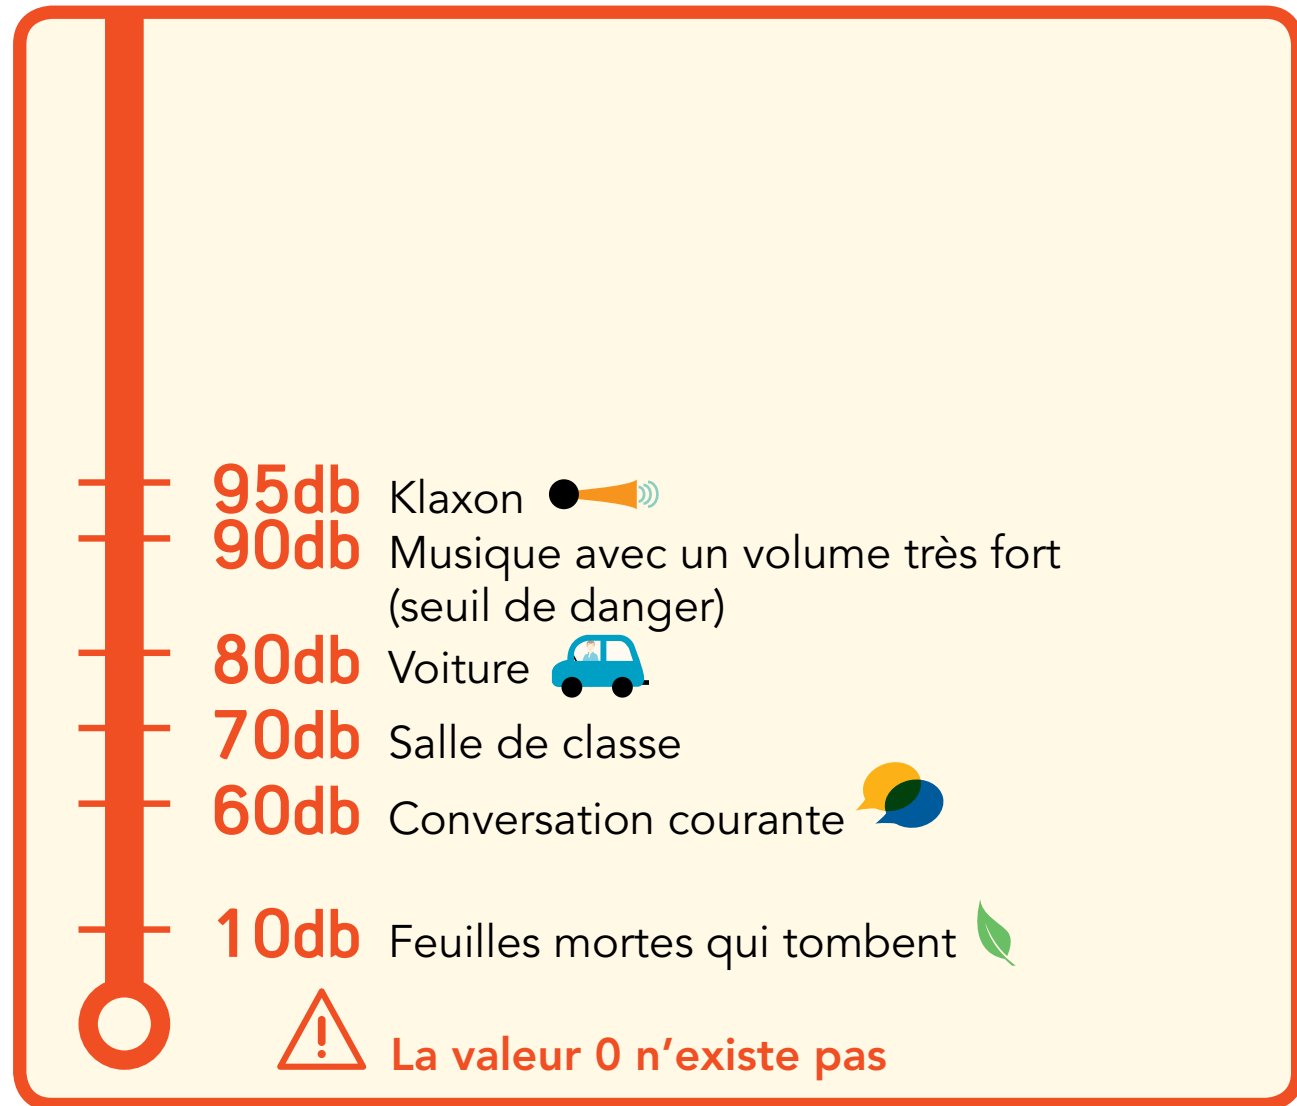 95db Klaxon
90db Musique avec un volume très fort
(seuil de danger)
80db Voiture
70db Salle de classe
60db Conversation courante
10db Feuilles mortes qui tombent
La valeur 0 n’existe pas